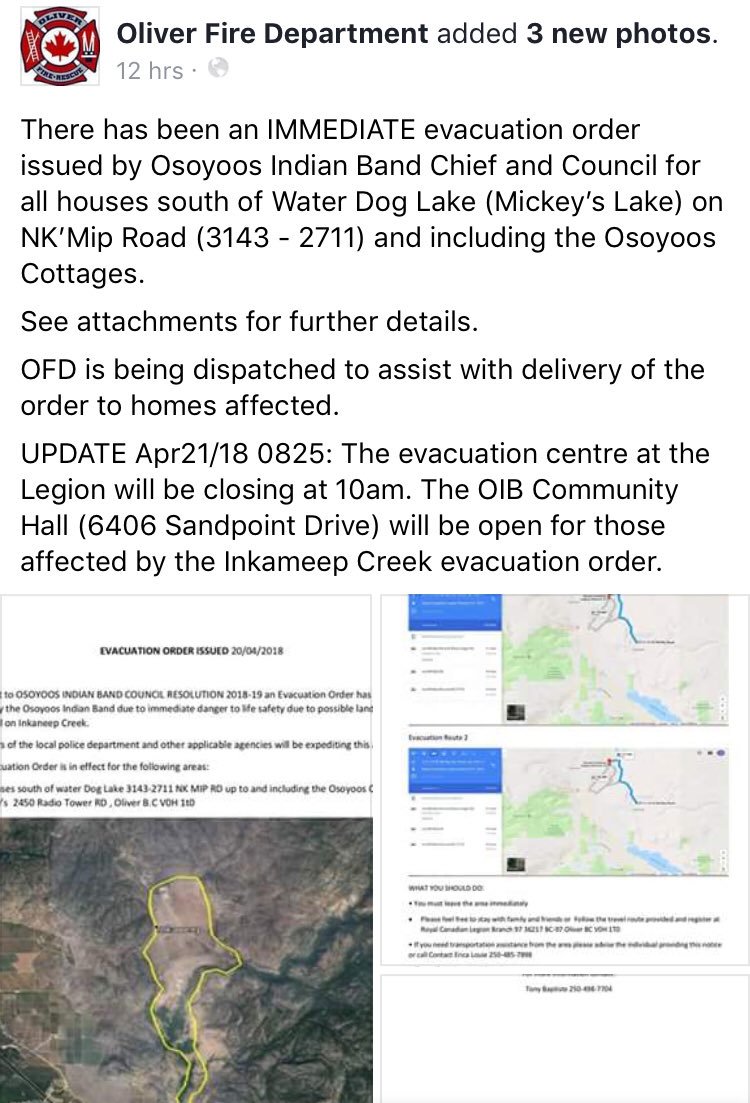 OLIVER
FIRE-RESCUE
Oliver Fire Department added 3 new photos.
12 hrs ·
There has been an IMMEDIATE evacuation order
issued by Osoyoos Indian Band Chief and Council for
all houses south of Water Dog Lake (Mickey's Lake) on
NK'Mip Road (3143 - 2711) and including the Osoyoos
Cottages.
See attachments for further details.
OFD is being dispatched to assist with delivery of the
order to homes affected.
UPDATE Apr21/18 0825: The evacuation centre at the
Legion will be closing at 10am. The OIB Community
Hall (6406 Sandpoint Drive) will be open for those
affected by the Inkameep Creek evacuation order.
EVACUATION ORDER ISSUED 20/04/2018
to OSOYOOS INDIAN BAND COUNCIL RESOLUTION 2018-19 an Evacuation Order has
the Osoyoos Indian Band due to immediate danger to life safety due to possible land
on Inkaneep Creek.
s of the local police department and other applicable agencies will be expediting this
uation Order is in effect for the following areas:
ses south of water Dog Lake 3143-2711 NK MIP RD up to and including the Osoyoos C
's 2450 Radio Tower RD , Oliver B.C V0H 1t0
Evacuation Route 2
WHAT YOU SHOULD DO:
• You must leave the area immediately
• Please feel free to stay with family and friends or Follow the travel route provided and register at
Royal Canadian Legion Branch 97 36217 BC-97 Oliver BC V0H 1T0
• If you need transportation assistance from the area please advise the individual providing this notice
or call Contact Erica Louie 250-485-7898
Tony Baptiste 250-498-7704